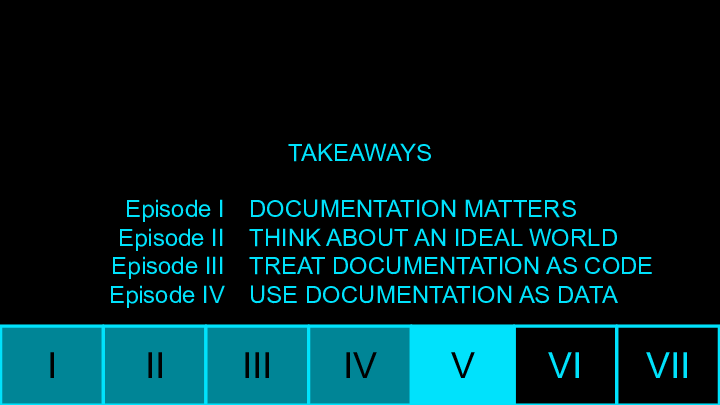 TAKEAWAYS
Episode I DOCUMENTATION MATTERS
Episode II THINK ABOUT AN IDEAL WORLD
Episode III TREAT DOCUMENTATION AS CODE
Episode IV USE DOCUMENTATION AS DATA
I II III IV V VI VII